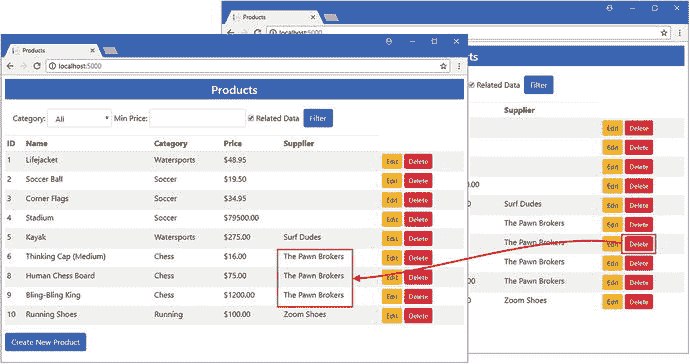 Products
localhost:5000
Products
Category: All Min Price: Related Data Filter
ID Name Category Price Supplier
1 Lifejacket Watersports $48.95 Edit Delete
2 Soccer Ball Soccer $19.50 Edit Delete
3 Corner Flags Soccer $34.95 Edit Delete
4 Stadium Soccer $79500.00 Edit Delete
5 Kayak Watersports $275.00 Surf Dudes Edit Delete
6 Thinking Cap (Medium) Chess $16.00 The Pawn Brokers Edit Delete
8 Human Chess Board Chess $75.00 The Pawn Brokers Edit Delete
9 Bling-Bling King Chess $1200.00 The Pawn Brokers Edit Delete
10 Running Shoes Running $100.00 Zoom Shoes Edit Delete
Create New Product
Products
localhost:5000
rts
Related Data Filter
Supplier
Edit Delete
Edit Delete
Edit Delete
0.00 Edit Delete
0 Surf Dudes Edit Delete
The Pawn Brokers Edit Delete
The Pawn Brokers Edit Delete
The Pawn Brokers Edit Delete
00 The Pawn Brokers Edit Delete
0 Zoom Shoes Edit Delete